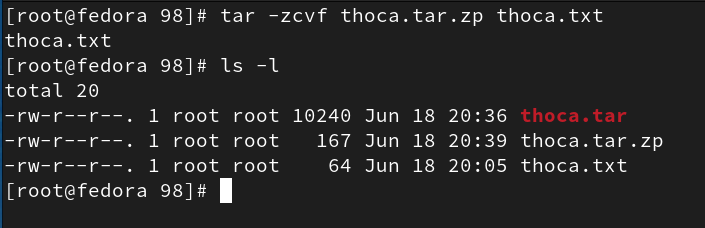 [root@fedora 98]# tar -zcvf thoca.tar.zp thoca.txt
thoca.txt
[root@fedora 98]# ls -l
total 20
-rw-r--r--. 1 root root 10240 Jun 18 20:36 thoca.tar
-rw-r--r--. 1 root root   167 Jun 18 20:39 thoca.tar.zp
-rw-r--r--. 1 root root    64 Jun 18 20:05 thoca.txt
[root@fedora 98]#